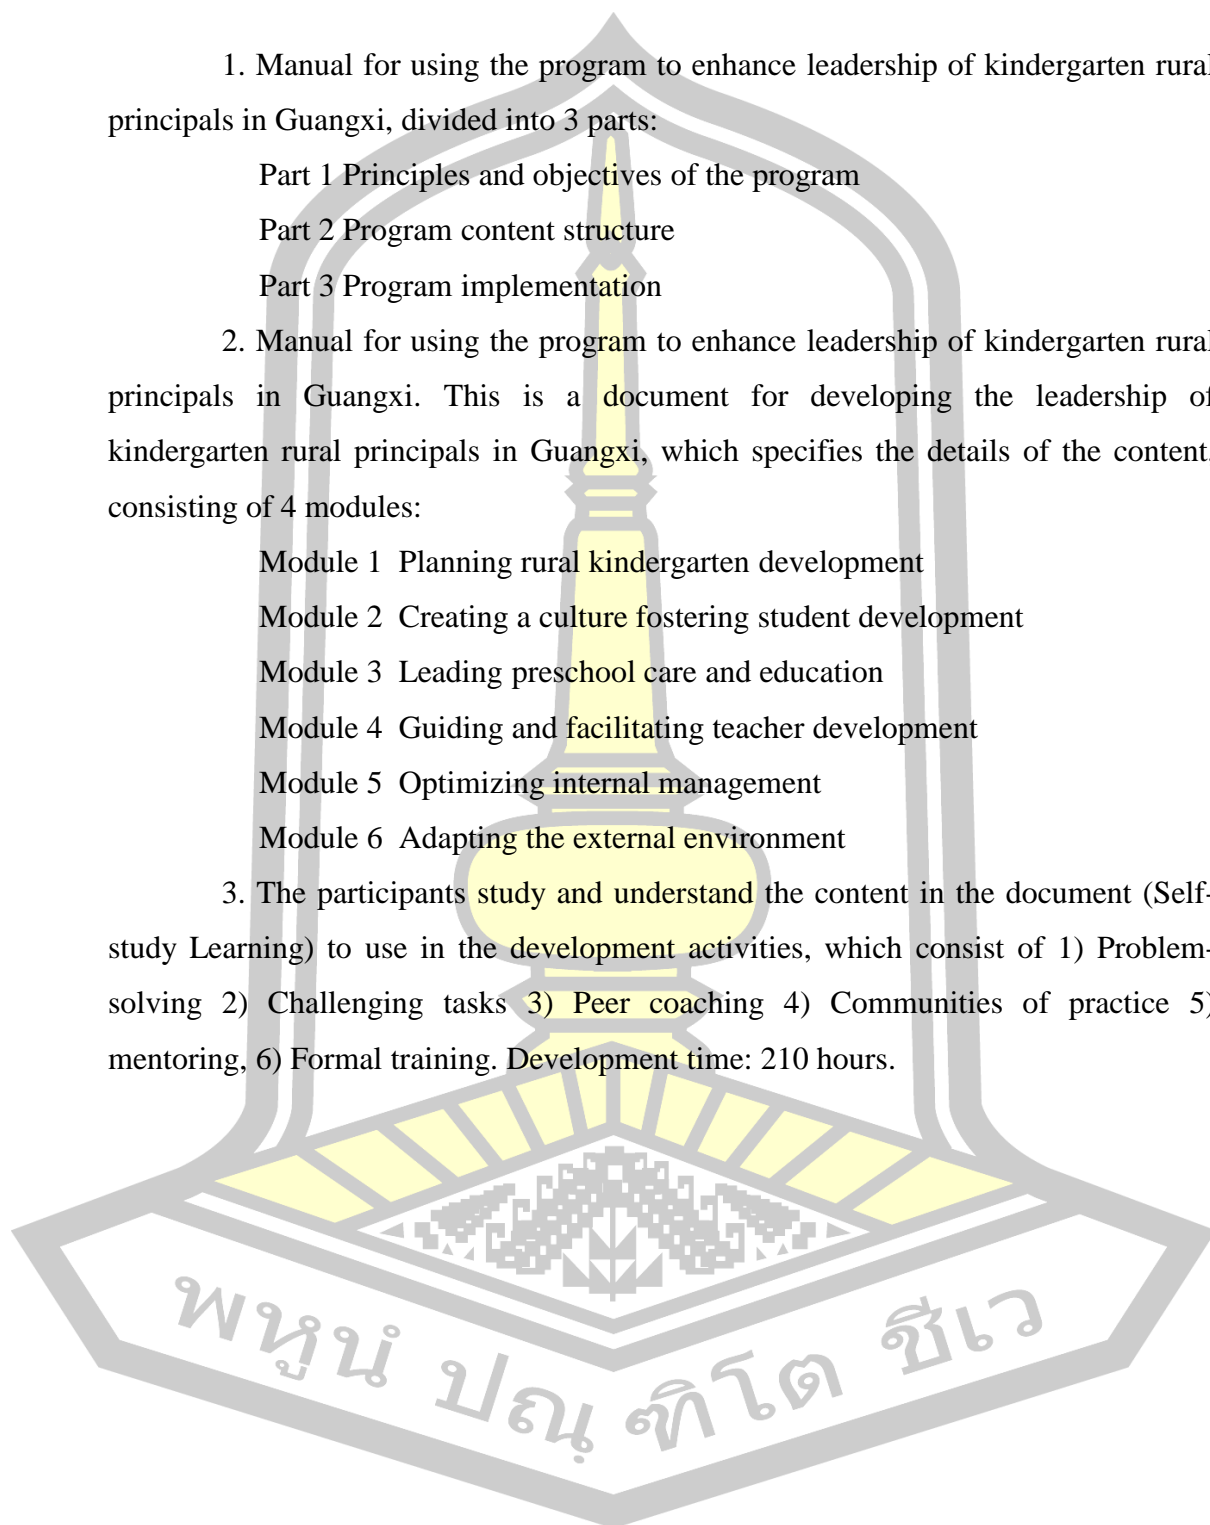 1. Manual for using the program to enhance leadership of kindergarten rural
principals in Guangxi, divided into 3 parts:
Part 1 Principles and objectives of the program
Part 2 Program content structure
Part 3 Program implementation
2. Manual for using the program to enhance leadership of kindergarten rural
principals in Guangxi. This is a document for developing the leadership of
kindergarten rural principals in Guangxi, which specifies the details of the content,
consisting of 4 modules:
Module 1  Planning rural kindergarten development
Module 2  Creating a culture fostering student development
Module 3  Leading preschool care and education
Module 4  Guiding and facilitating teacher development
Module 5  Optimizing internal management
Module 6  Adapting the external environment
3. The participants study and understand the content in the document (Self-
study Learning) to use in the development activities, which consist of 1) Problem-
solving 2) Challenging tasks 3) Peer coaching 4) Communities of practice 5)
mentoring, 6) Formal training. Development time: 210 hours.
พหูนํ ปณฺฑิโต ชีเว